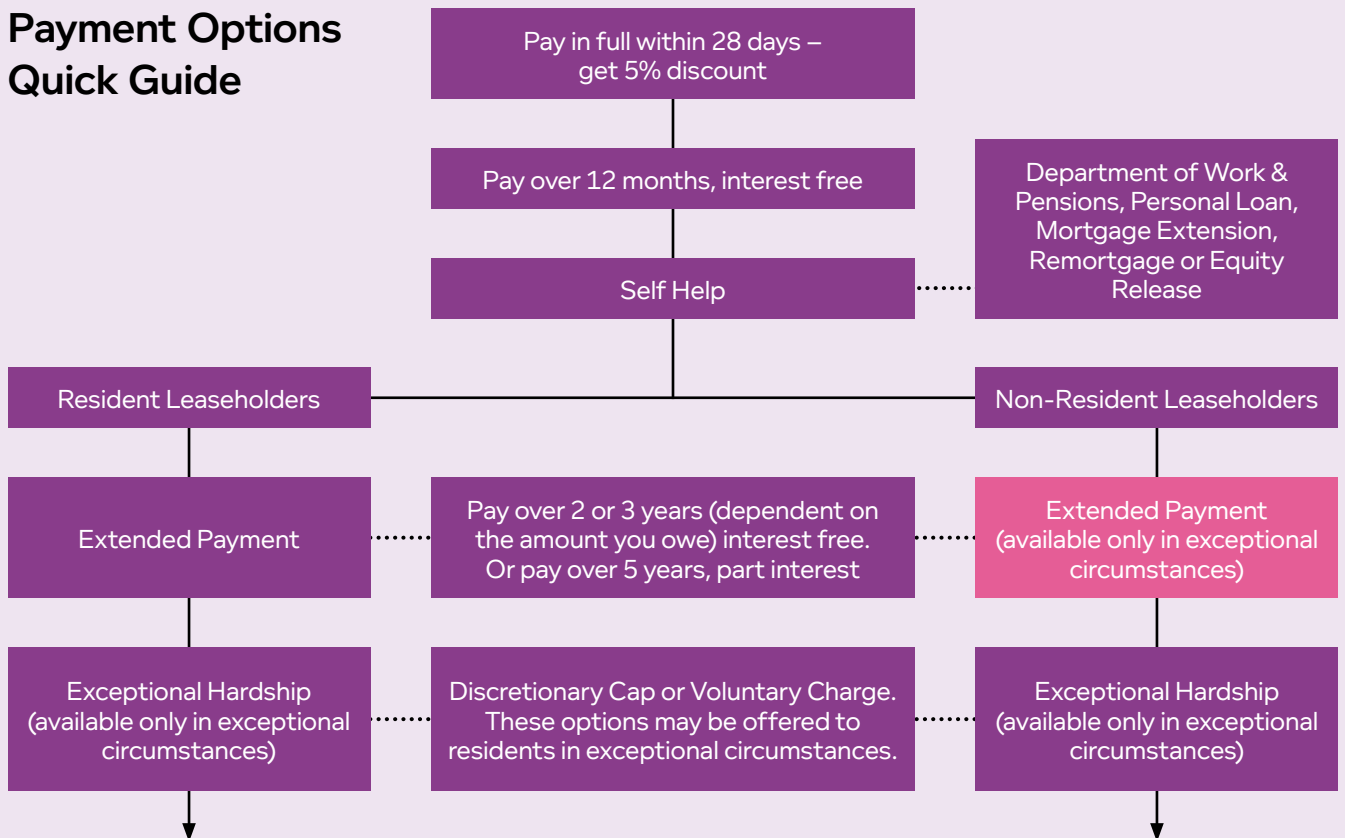 Payment Options
Quick Guide
Pay in full within 28 days –
get 5% discount
Pay over 12 months, interest free
Self Help
Department of Work &
Pensions, Personal Loan,
Mortgage Extension,
Remortgage or Equity
Release
Resident Leaseholders
Non-Resident Leaseholders
Extended Payment
Pay over 2 or 3 years (dependent on
the amount you owe) interest free.
Or pay over 5 years, part interest
Extended Payment
(available only in exceptional
circumstances)
Exceptional Hardship
(available only in exceptional
circumstances)
Discretionary Cap or Voluntary Charge.
These options may be offered to
residents in exceptional circumstances.
Exceptional Hardship
(available only in exceptional
circumstances)